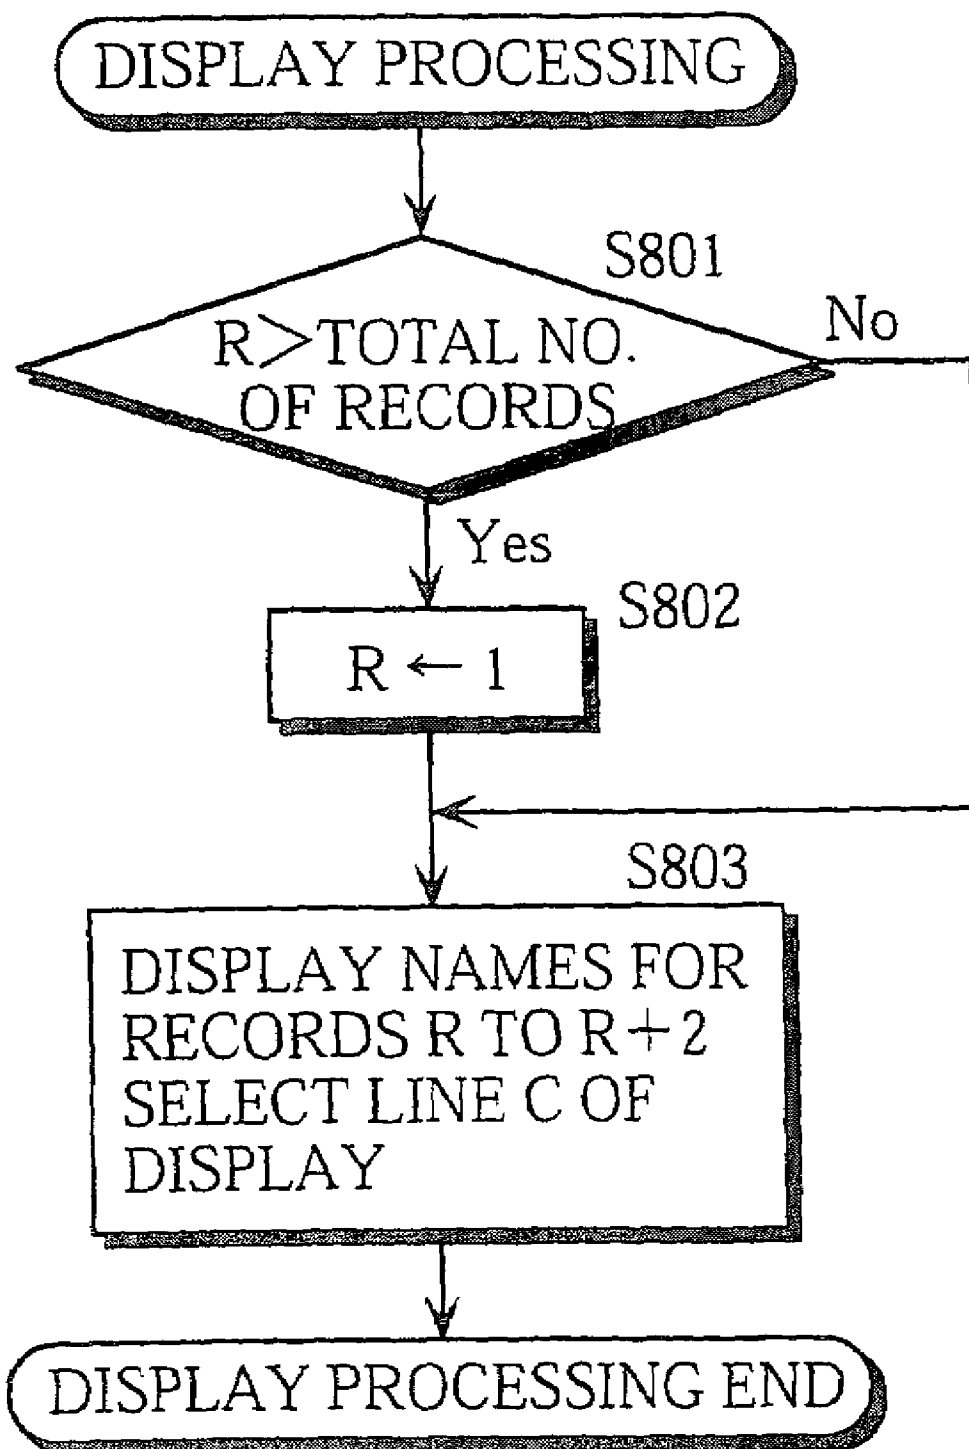 DISPLAY PROCESSING
S801
No
R>TOTAL NO.
OF RECORDS
Yes
S802
R ← 1
S803
DISPLAY NAMES FOR
RECORDS R TO R+2
SELECT LINE C OF
DISPLAY
DISPLAY PROCESSING END